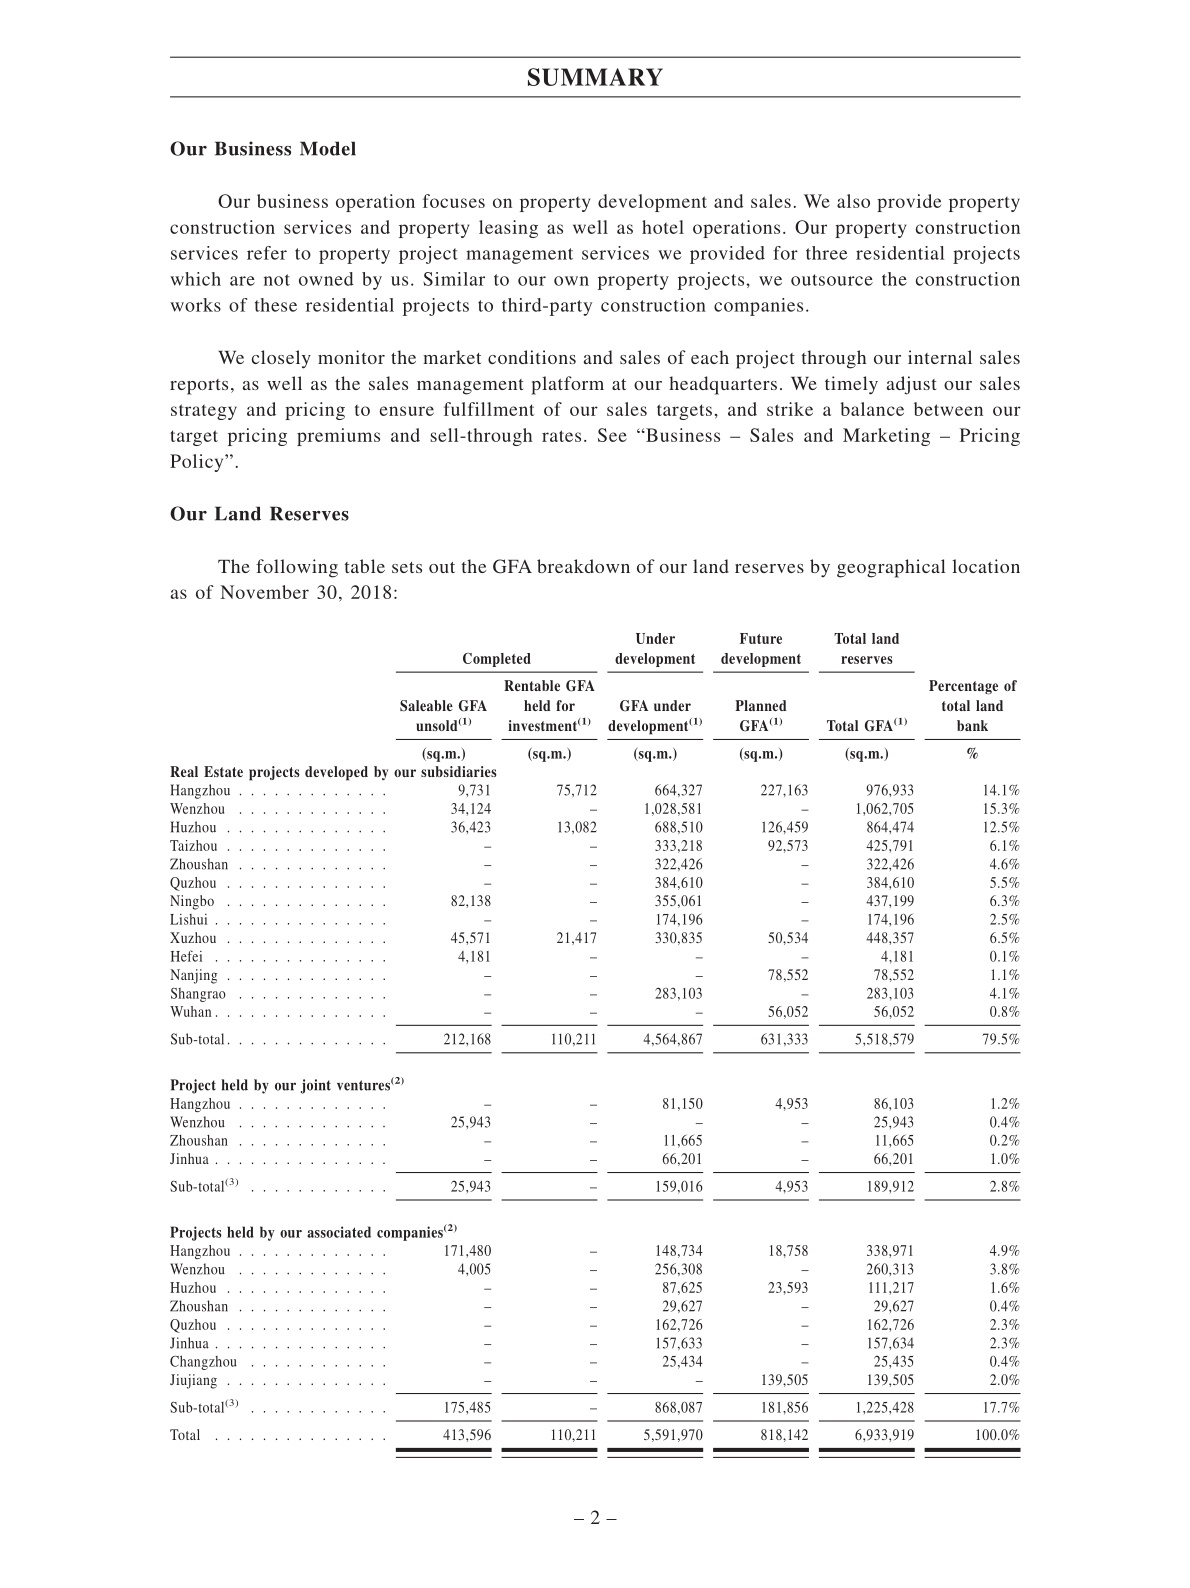 SUMMARY
Our Business Model
Our business operation focuses on property development and sales. We also provide property
construction services and property leasing as well as hotel operations. Our property construction
services refer to property project management services we provided for three residential projects
which are not owned by us. Similar to our own property projects, we outsource the construction
works of these residential projects to third-party construction companies.
We closely monitor the market conditions and sales of each project through our internal sales
reports, as well as the sales management platform at our headquarters. We timely adjust our sales
strategy and pricing to ensure fulfillment of our sales targets, and strike a balance between our
target pricing premiums and sell-through rates. See “Business – Sales and Marketing – Pricing
Policy”.
Our Land Reserves
The following table sets out the GFA breakdown of our land reserves by geographical location
as of November 30, 2018:
Under Future Total land
Completed development development reserves
Rentable GFA Percentage of
Saleable GFA held for GFA under Planned total land
unsold(1) investment(1) development(1) GFA(1) Total GFA(1) bank
(sq.m.) (sq.m.) (sq.m.) (sq.m.) (sq.m.) %
Real Estate projects developed by our subsidiaries
Hangzhou . . . . . . . . . . . . . 9,731 75,712 664,327 227,163 976,933 14.1%
Wenzhou . . . . . . . . . . . . . 34,124 – 1,028,581 – 1,062,705 15.3%
Huzhou . . . . . . . . . . . . . . 36,423 13,082 688,510 126,459 864,474 12.5%
Taizhou . . . . . . . . . . . . . . – – 333,218 92,573 425,791 6.1%
Zhoushan . . . . . . . . . . . . . – – 322,426 – 322,426 4.6%
Quzhou . . . . . . . . . . . . . . – – 384,610 – 384,610 5.5%
Ningbo . . . . . . . . . . . . . . 82,138 – 355,061 – 437,199 6.3%
Lishui . . . . . . . . . . . . . . . – – 174,196 – 174,196 2.5%
Xuzhou . . . . . . . . . . . . . . 45,571 21,417 330,835 50,534 448,357 6.5%
Hefei . . . . . . . . . . . . . . . 4,181 – – – 4,181 0.1%
Nanjing . . . . . . . . . . . . . . – – – 78,552 78,552 1.1%
Shangrao . . . . . . . . . . . . . – – 283,103 – 283,103 4.1%
Wuhan . . . . . . . . . . . . . . . – – – 56,052 56,052 0.8%
Sub-total . . . . . . . . . . . . . . 212,168 110,211 4,564,867 631,333 5,518,579 79.5%
Project held by our joint ventures(2)
Hangzhou . . . . . . . . . . . . . – – 81,150 4,953 86,103 1.2%
Wenzhou . . . . . . . . . . . . . 25,943 – – – 25,943 0.4%
Zhoushan . . . . . . . . . . . . . – – 11,665 – 11,665 0.2%
Jinhua . . . . . . . . . . . . . . . – – 66,201 – 66,201 1.0%
Sub-total(3) . . . . . . . . . . . . 25,943 – 159,016 4,953 189,912 2.8%
Projects held by our associated companies(2)
Hangzhou . . . . . . . . . . . . . 171,480 – 148,734 18,758 338,971 4.9%
Wenzhou . . . . . . . . . . . . . 4,005 – 256,308 – 260,313 3.8%
Huzhou . . . . . . . . . . . . . . – – 87,625 23,593 111,217 1.6%
Zhoushan . . . . . . . . . . . . . – – 29,627 – 29,627 0.4%
Quzhou . . . . . . . . . . . . . . – – 162,726 – 162,726 2.3%
Jinhua . . . . . . . . . . . . . . . – – 157,633 – 157,634 2.3%
Changzhou . . . . . . . . . . . . – – 25,434 – 25,435 0.4%
Jiujiang . . . . . . . . . . . . . . – – – 139,505 139,505 2.0%
Sub-total(3) . . . . . . . . . . . . 175,485 – 868,087 181,856 1,225,428 17.7%
Total . . . . . . . . . . . . . . . 413,596 110,211 5,591,970 818,142 6,933,919 100.0%
– 2 –